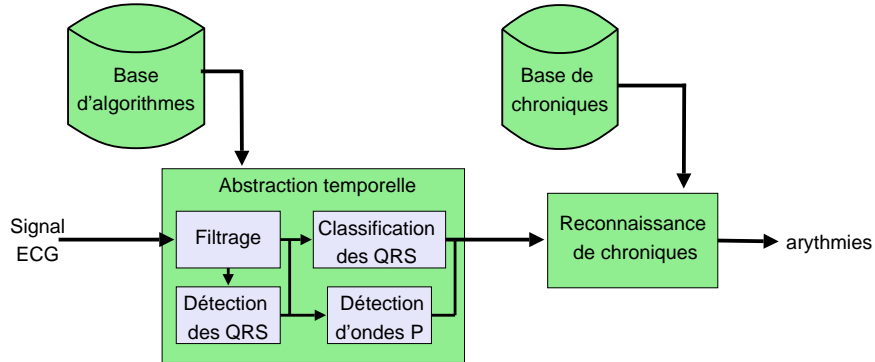 Base
d'algorithmes
Base de
chroniques
Abstraction temporelle
Signal
ECG
Filtrage
Classification
des QRS
Détection
des QRS
Détection
d'ondes P
Reconnaissance
de chroniques
arythmies